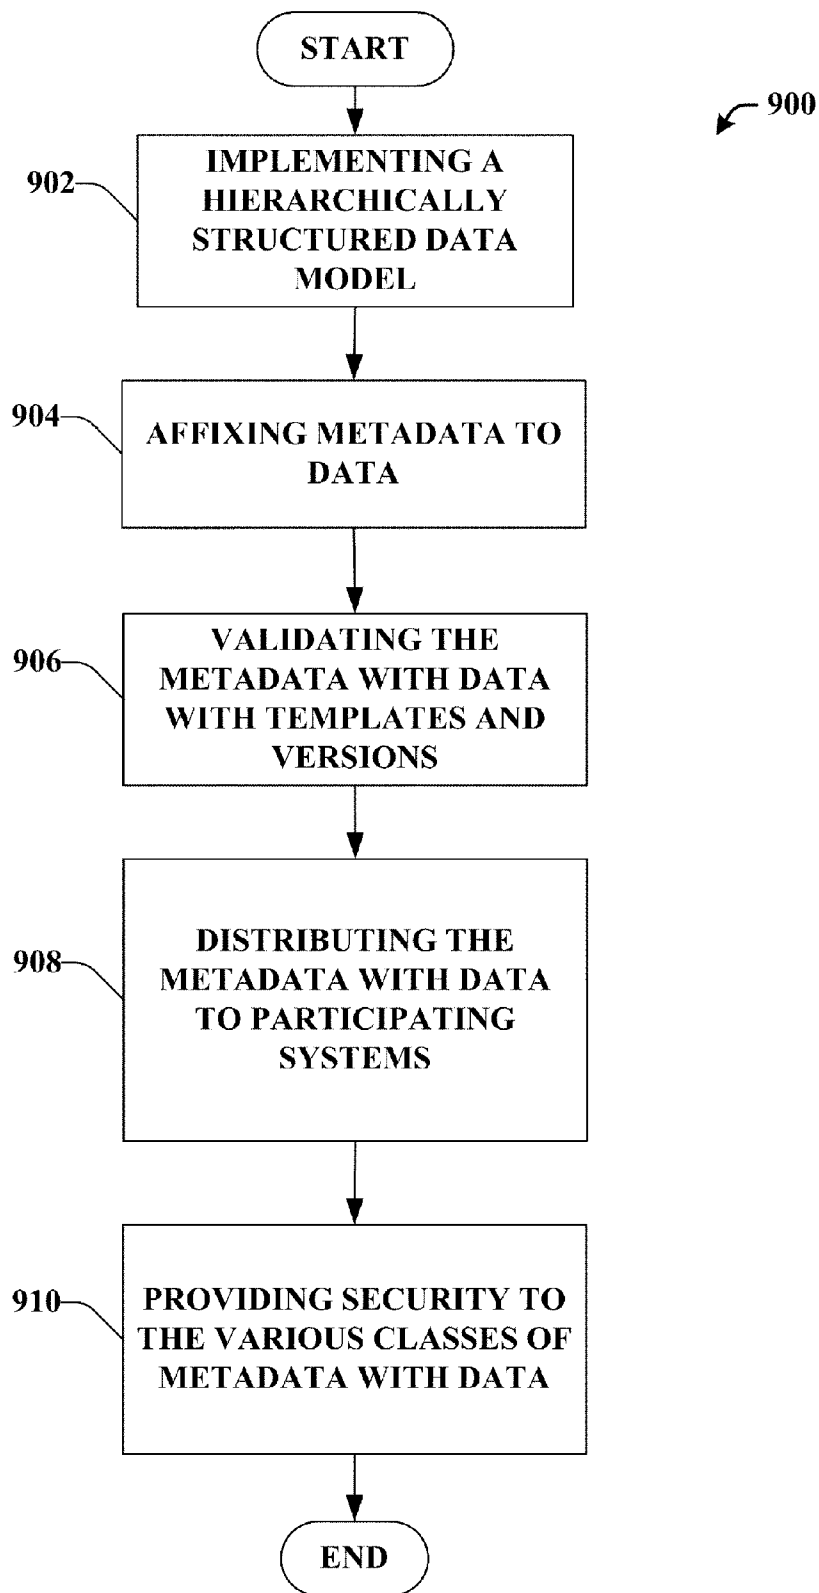 START
900
902
IMPLEMENTING A
HIERARCHICALLY
STRUCTURED DATA
MODEL
904
AFFIXING METADATA TO
DATA
906
VALIDATING THE
METADATA WITH DATA
WITH TEMPLATES AND
VERSIONS
908
DISTRIBUTING THE
METADATA WITH DATA
TO PARTICIPATING
SYSTEMS
910
PROVIDING SECURITY TO
THE VARIOUS CLASSES OF
METADATA WITH DATA
END